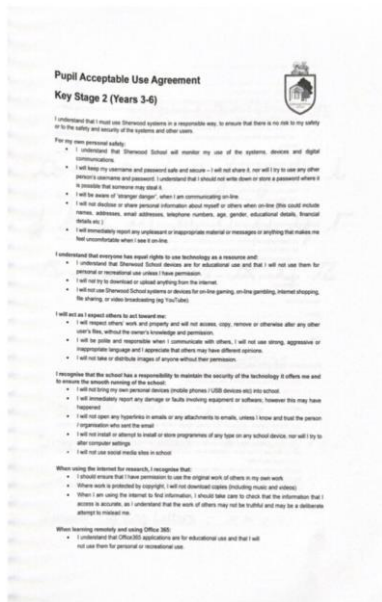 Pupil Acceptable Use Agreement
Key Stage 2 (Years 3-6)
I understand that I must use Sherwood systems in a responsible way, to ensure that there is no risk to my safety
or to the safety and security of the systems and other users.
For my own personal safety:
• I understand that Sherwood School will monitor my use of the systems, devices and digital
communications.
• I will keep my username and password safe and secure – I will not share it, nor will I try to use any other
person's username and password. I understand that I should not write down or store a password where it
is possible that someone may steal it.
• I will be aware of "stranger danger", when I am communicating on-line.
• I will not disclose or share personal information about myself or others when on-line (this could include
names, addresses, email addresses, telephone numbers, age, gender, educational details, financial
details etc.)
• I will immediately report any unpleasant or inappropriate material or messages or anything that makes me
feel uncomfortable when I see it on-line.
I understand that everyone has equal rights to use technology as a resource and:
• I understand that Sherwood School devices are for educational use and that I will not use them for
personal or recreational use unless I have permission.
• I will not try to download or upload anything from the internet.
• I will not use Sherwood School systems or devices for on-line gaming, on-line gambling, internet shopping,
file sharing, or video broadcasting (eg YouTube).
I will act as I expect others to act toward me:
• I will respect others' work and property and will not access, copy, remove or otherwise alter any other
user's files, without the owner's knowledge and permission.
• I will be polite and responsible when I communicate with others, I will not use strong, aggressive or
inappropriate language and I appreciate that others may have different opinions.
• I will not take or distribute images of anyone without their permission.
I recognise that the school has a responsibility to maintain the security of the technology it offers me and
to ensure the smooth running of the school:
• I will not bring my own personal devices (mobile phones / USB devices etc) into school.
• I will immediately report any damage or faults involving equipment or software, however this may have
happened
• I will not open any hyperlinks in emails or any attachments to emails, unless I know and trust the person
/ organisation who sent the email
• I will not install or attempt to install or store programmes of any type on any school device, nor will I try to
alter computer settings
• I will not use social media sites in school
When using the internet for research, I recognise that:
• I should ensure that I have permission to use the original work of others in my own work
• Where work is protected by copyright, I will not download copies (including music and videos)
• When I am using the internet to find information, I should take care to check that the information that I
access is accurate, as I understand that the work of others may not be truthful and may be a deliberate
attempt to mislead me.
When learning remotely and using Office 365:
• I understand that Office365 applications are for educational use and that I will
not use them for personal or recreational use.